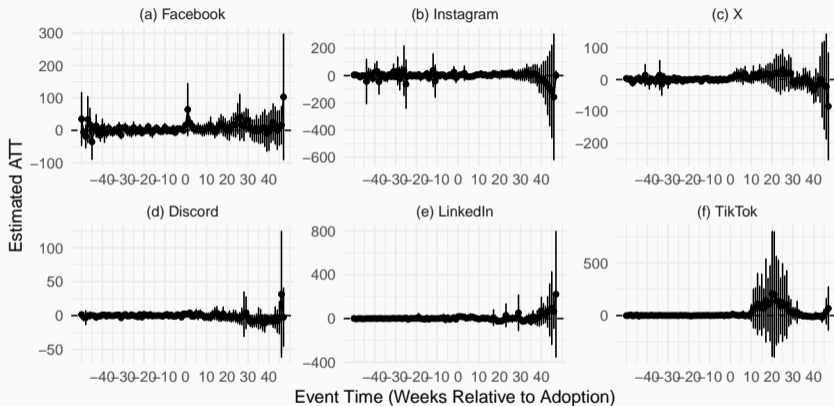 (a) Facebook
(b) Instagram
(c) X
300
200
100
0
−100
−40−30−20−10 0 10 20 30 40
200
0
−200
−400
−600
−40−30−20−10 0 10 20 30 40
100
0
−100
−200
−40−30−20−10 0 10 20 30 40
(d) Discord
(e) LinkedIn
(f) TikTok
100
50
0
−50
−40−30−20−10 0 10 20 30 40
800
400
0
−400
−40−30−20−10 0 10 20 30 40
500
0
−40−30−20−10 0 10 20 30 40
Estimated ATT
Event Time (Weeks Relative to Adoption)